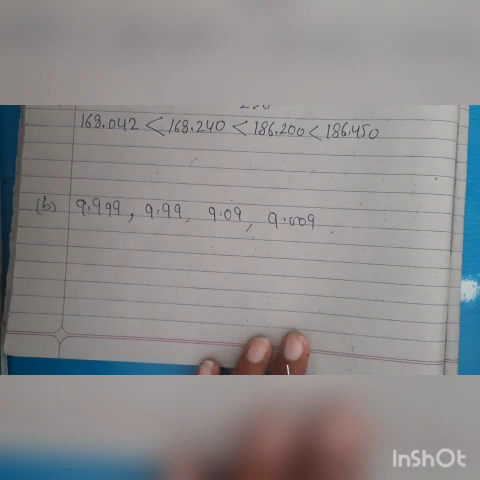 168.042 < 168.240 < 186.200 < 186.450
(b) 9.999, 9.99, 9.09, 9.009
InShOt